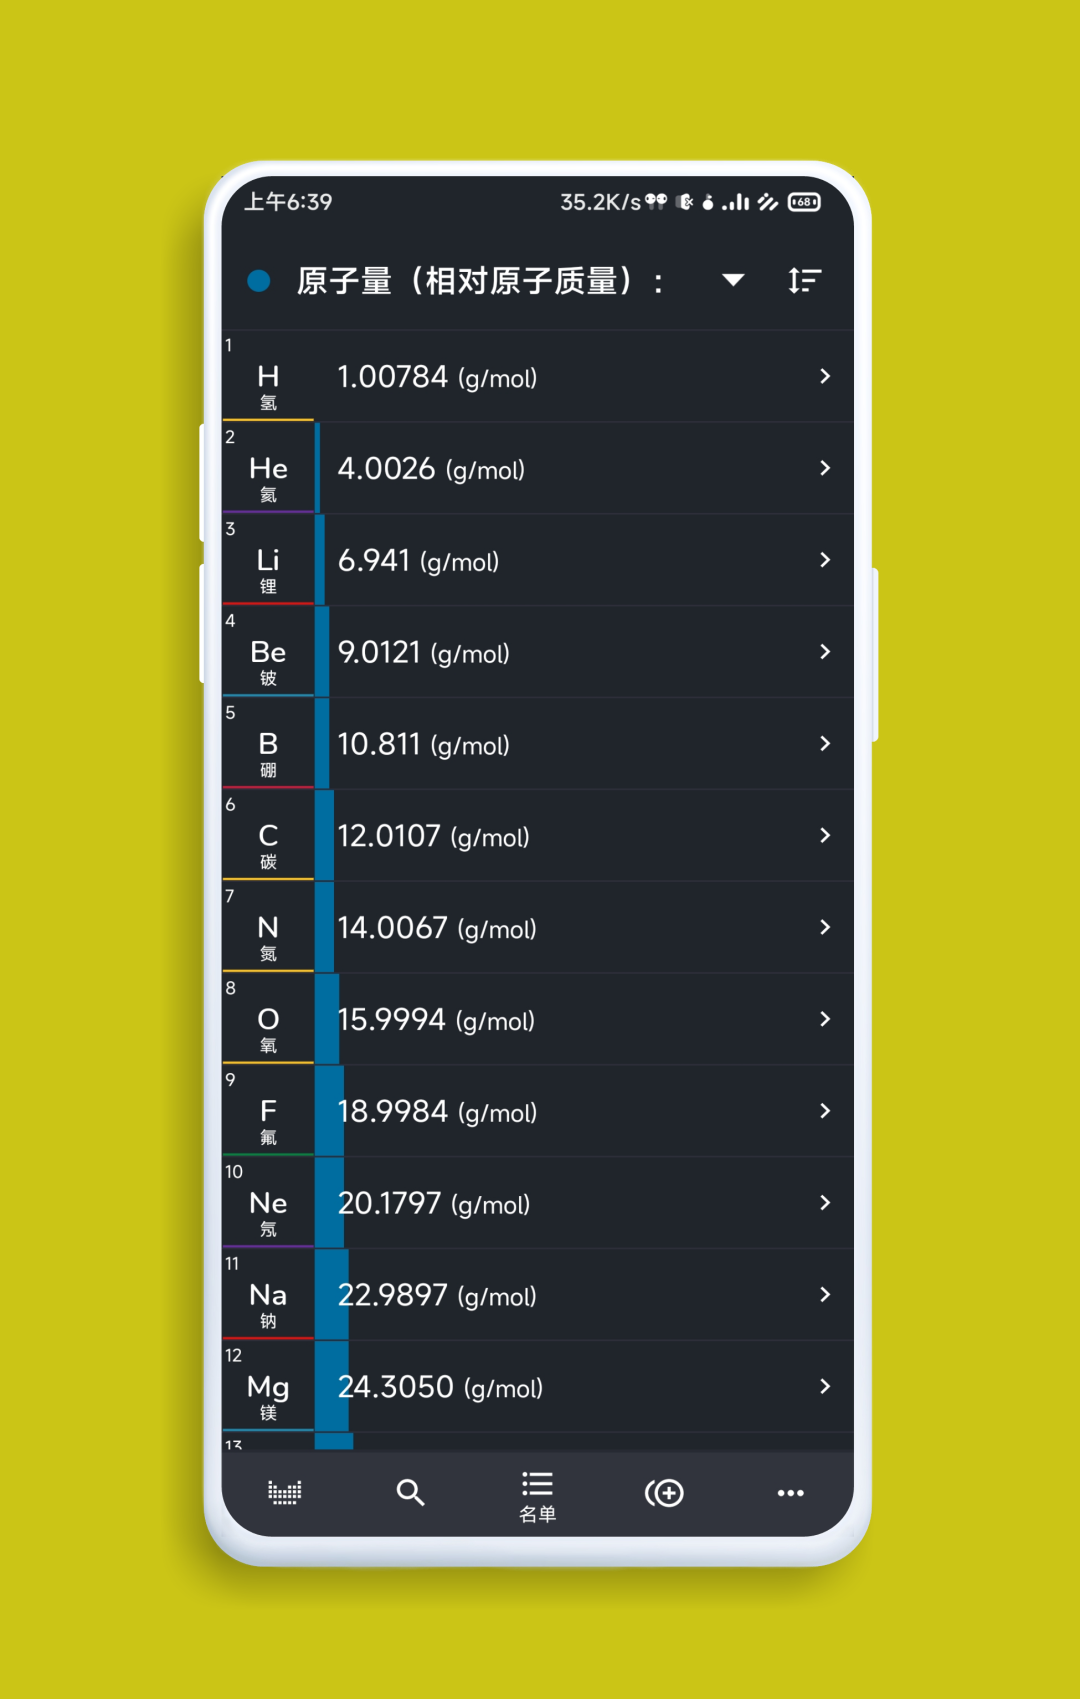 上午6:39 35.2K/s 68
原子量（相对原子质量）:
1
H
氢
1.00784 (g/mol)
2
He
氦
4.0026 (g/mol)
3
Li
锂
6.941 (g/mol)
4
Be
铍
9.0121 (g/mol)
5
B
硼
10.811 (g/mol)
6
C
碳
12.0107 (g/mol)
7
N
氮
14.0067 (g/mol)
8
O
氧
15.9994 (g/mol)
9
F
氟
18.9984 (g/mol)
10
Ne
氖
20.1797 (g/mol)
11
Na
钠
22.9897 (g/mol)
12
Mg
镁
24.3050 (g/mol)
13
名单